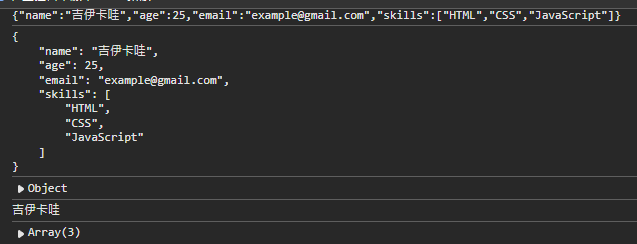 {"name":"吉伊卡哇","age":25,"email":"example@gmail.com","skills":["HTML","CSS","JavaScript"]}
{
    "name": "吉伊卡哇",
    "age": 25,
    "email": "example@gmail.com",
    "skills": [
        "HTML",
        "CSS",
        "JavaScript"
    ]
}
▶ Object
吉伊卡哇
▶ Array(3)